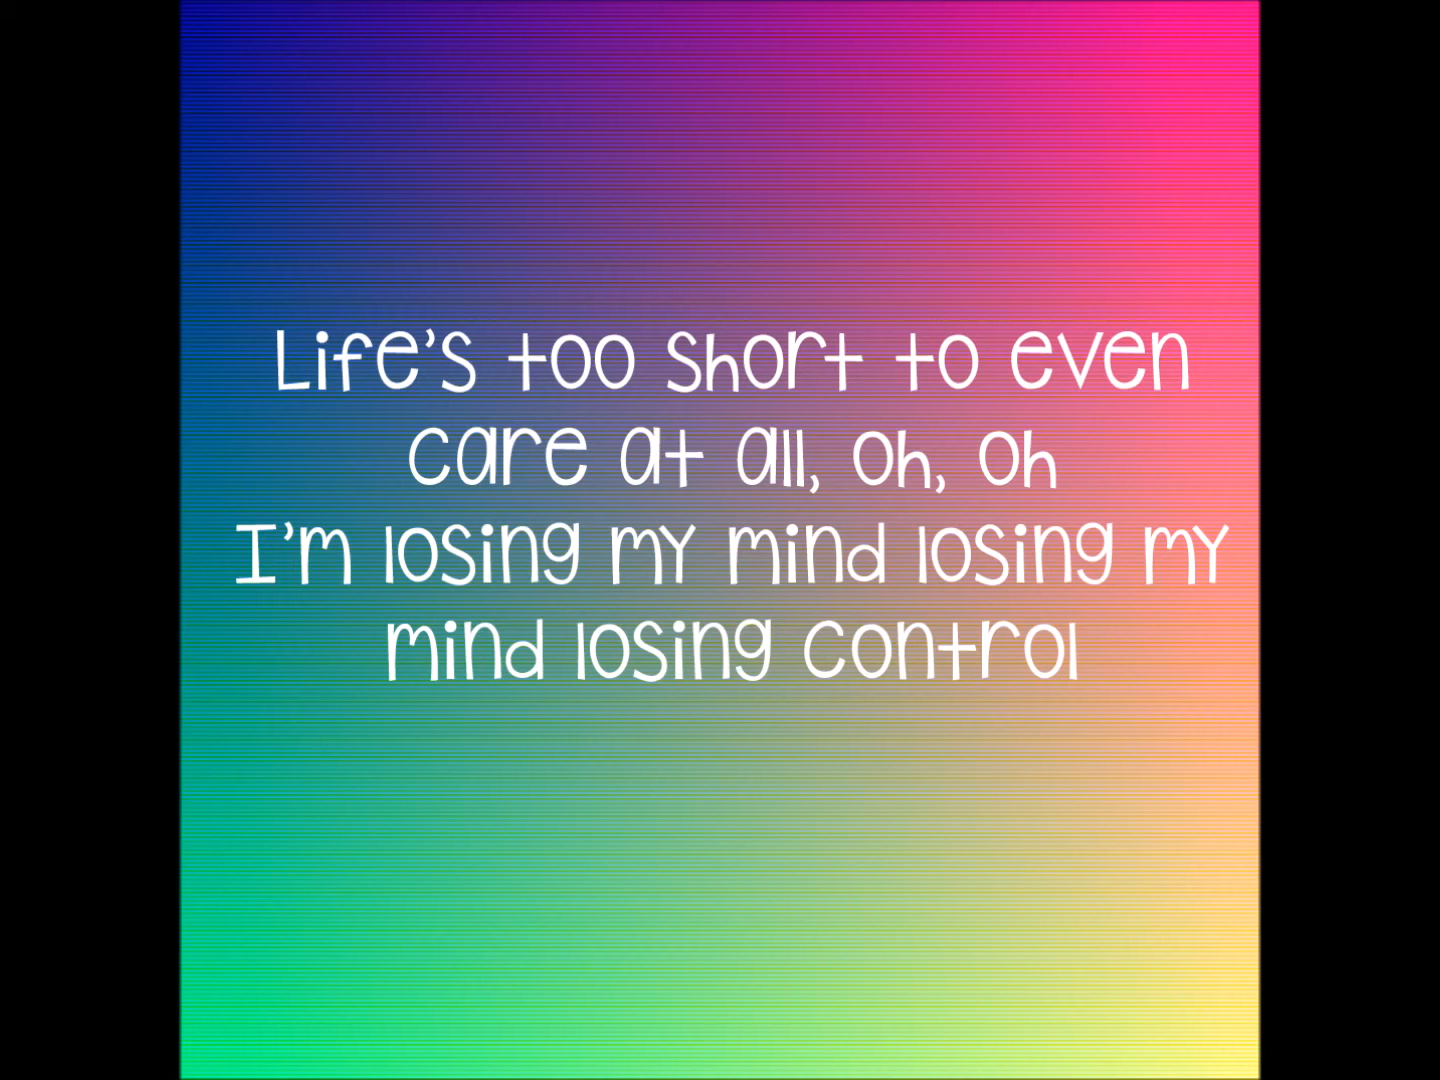 Life's too short to even
care at all, oh, oh
I'm losing my mind losing my
mind losing control